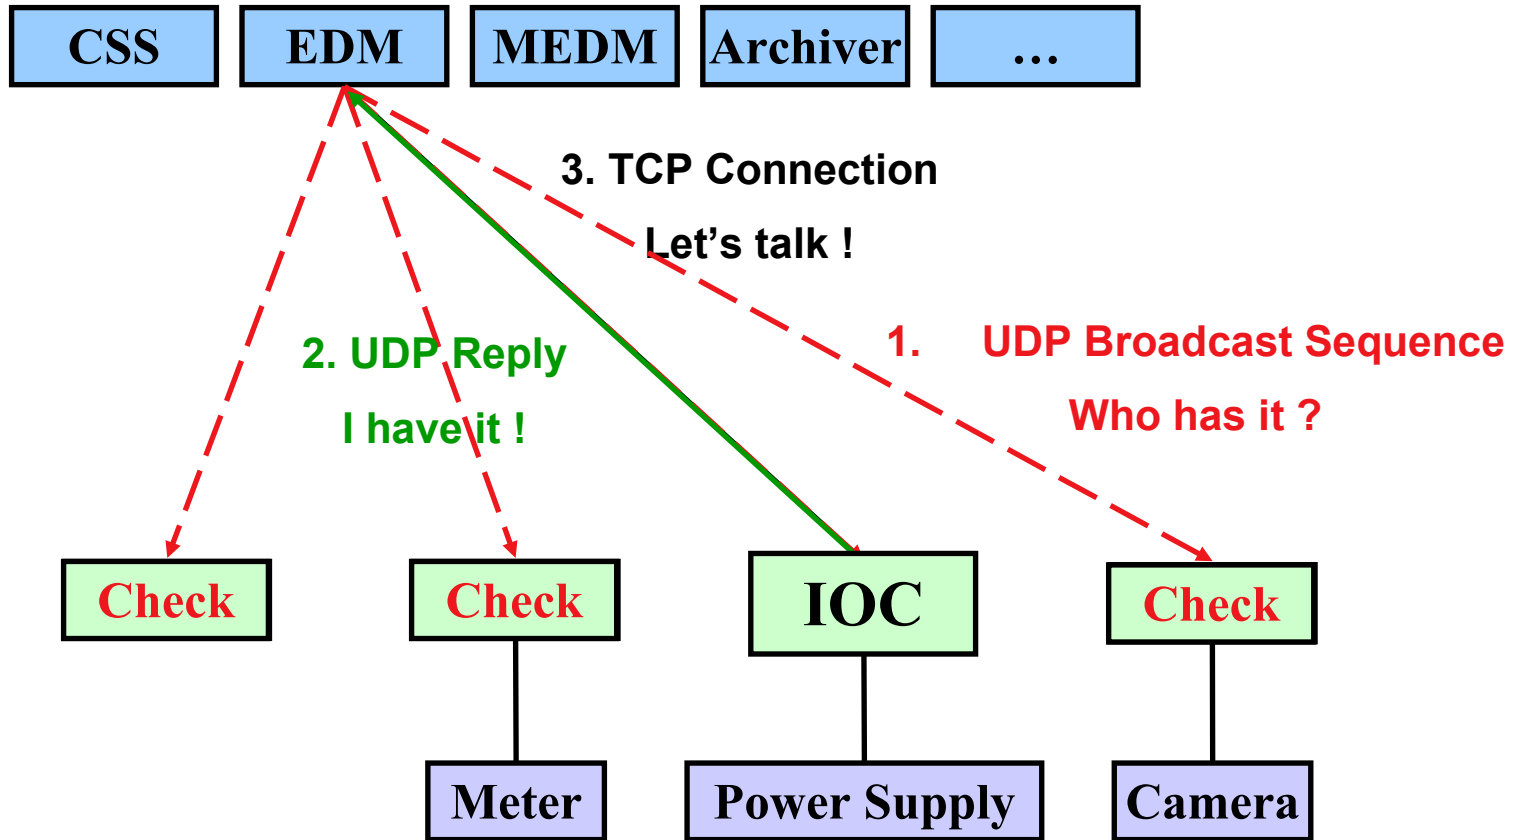 CSS EDM MEDM Archiver ...
3. TCP Connection
Let's talk !
1. UDP Broadcast Sequence
Who has it ?
2. UDP Reply
I have it !
Check Check IOC Check
Meter Power Supply Camera